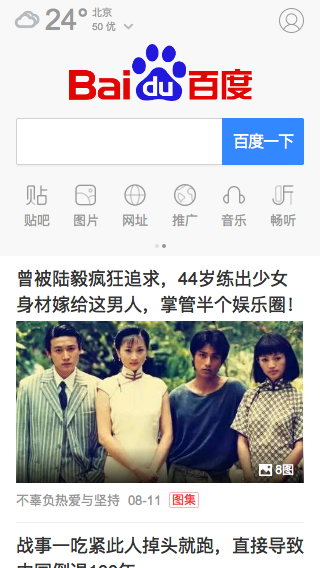 24°
北京
50 优
Bai du 百度
百度一下
贴 听
贴吧 图片 网址 推广 音乐 畅听
曾被陆毅疯狂追求，44岁练出少女
身材嫁给这男人，掌管半个娱乐圈！
8图
不辜负热爱与坚持 08-11 图集
战事一吃紧此人掉头就跑，直接导致